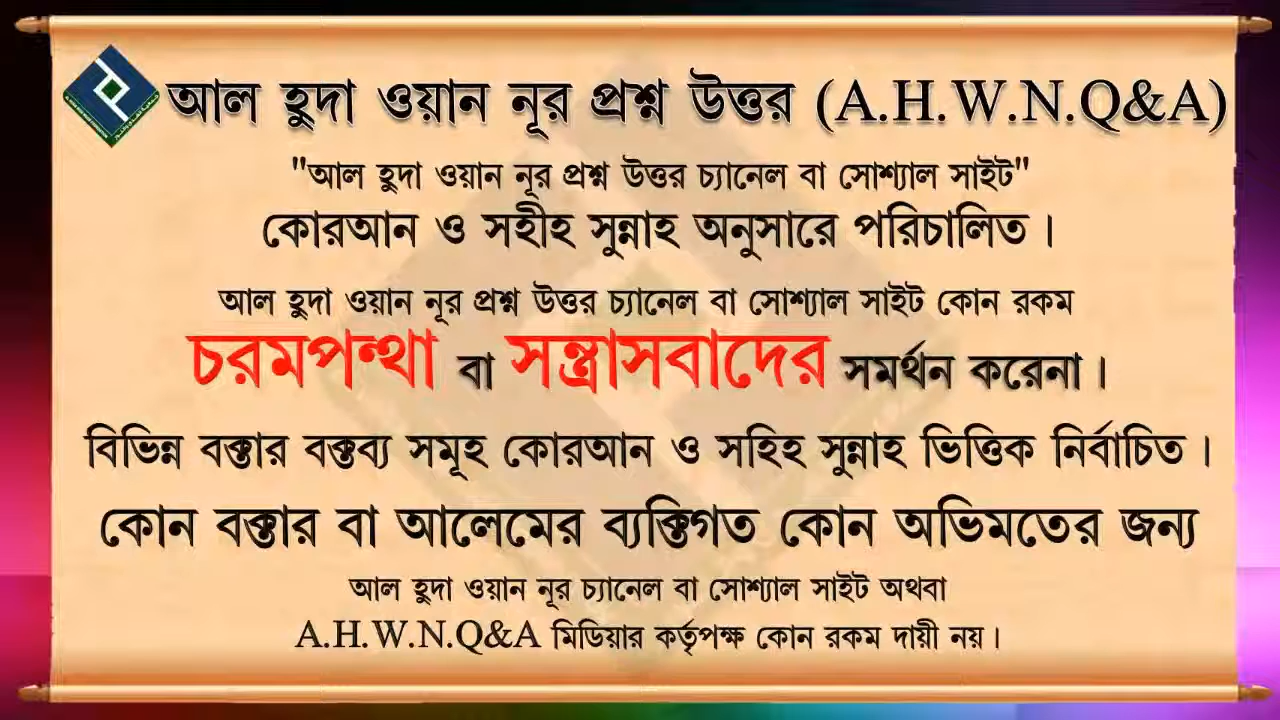 আল হুদা ওয়ান নূর প্রশ্ন উত্তর (A.H.W.N.Q&A)
"আল হুদা ওয়ান নূর প্রশ্ন উত্তর চ্যানেল বা সোশ্যাল সাইট"
কোরআন ও সহীহ সুন্নাহ অনুসারে পরিচালিত।
আল হুদা ওয়ান নূর প্রশ্ন উত্তর চ্যানেল বা সোশ্যাল সাইট কোন রকম
চরমপন্থা বা সন্ত্রাসবাদের সমর্থন করেনা।
বিভিন্ন বক্তার বক্তব্য সমূহ কোরআন ও সহিহ সুন্নাহ ভিত্তিক নির্বাচিত।
কোন বক্তার বা আলেমের ব্যক্তিগত কোন অভিমতের জন্য
আল হুদা ওয়ান নূর চ্যানেল বা সোশ্যাল সাইট অথবা
A.H.W.N.Q&A মিডিয়ার কর্তৃপক্ষ কোন রকম দায়ী নয়।